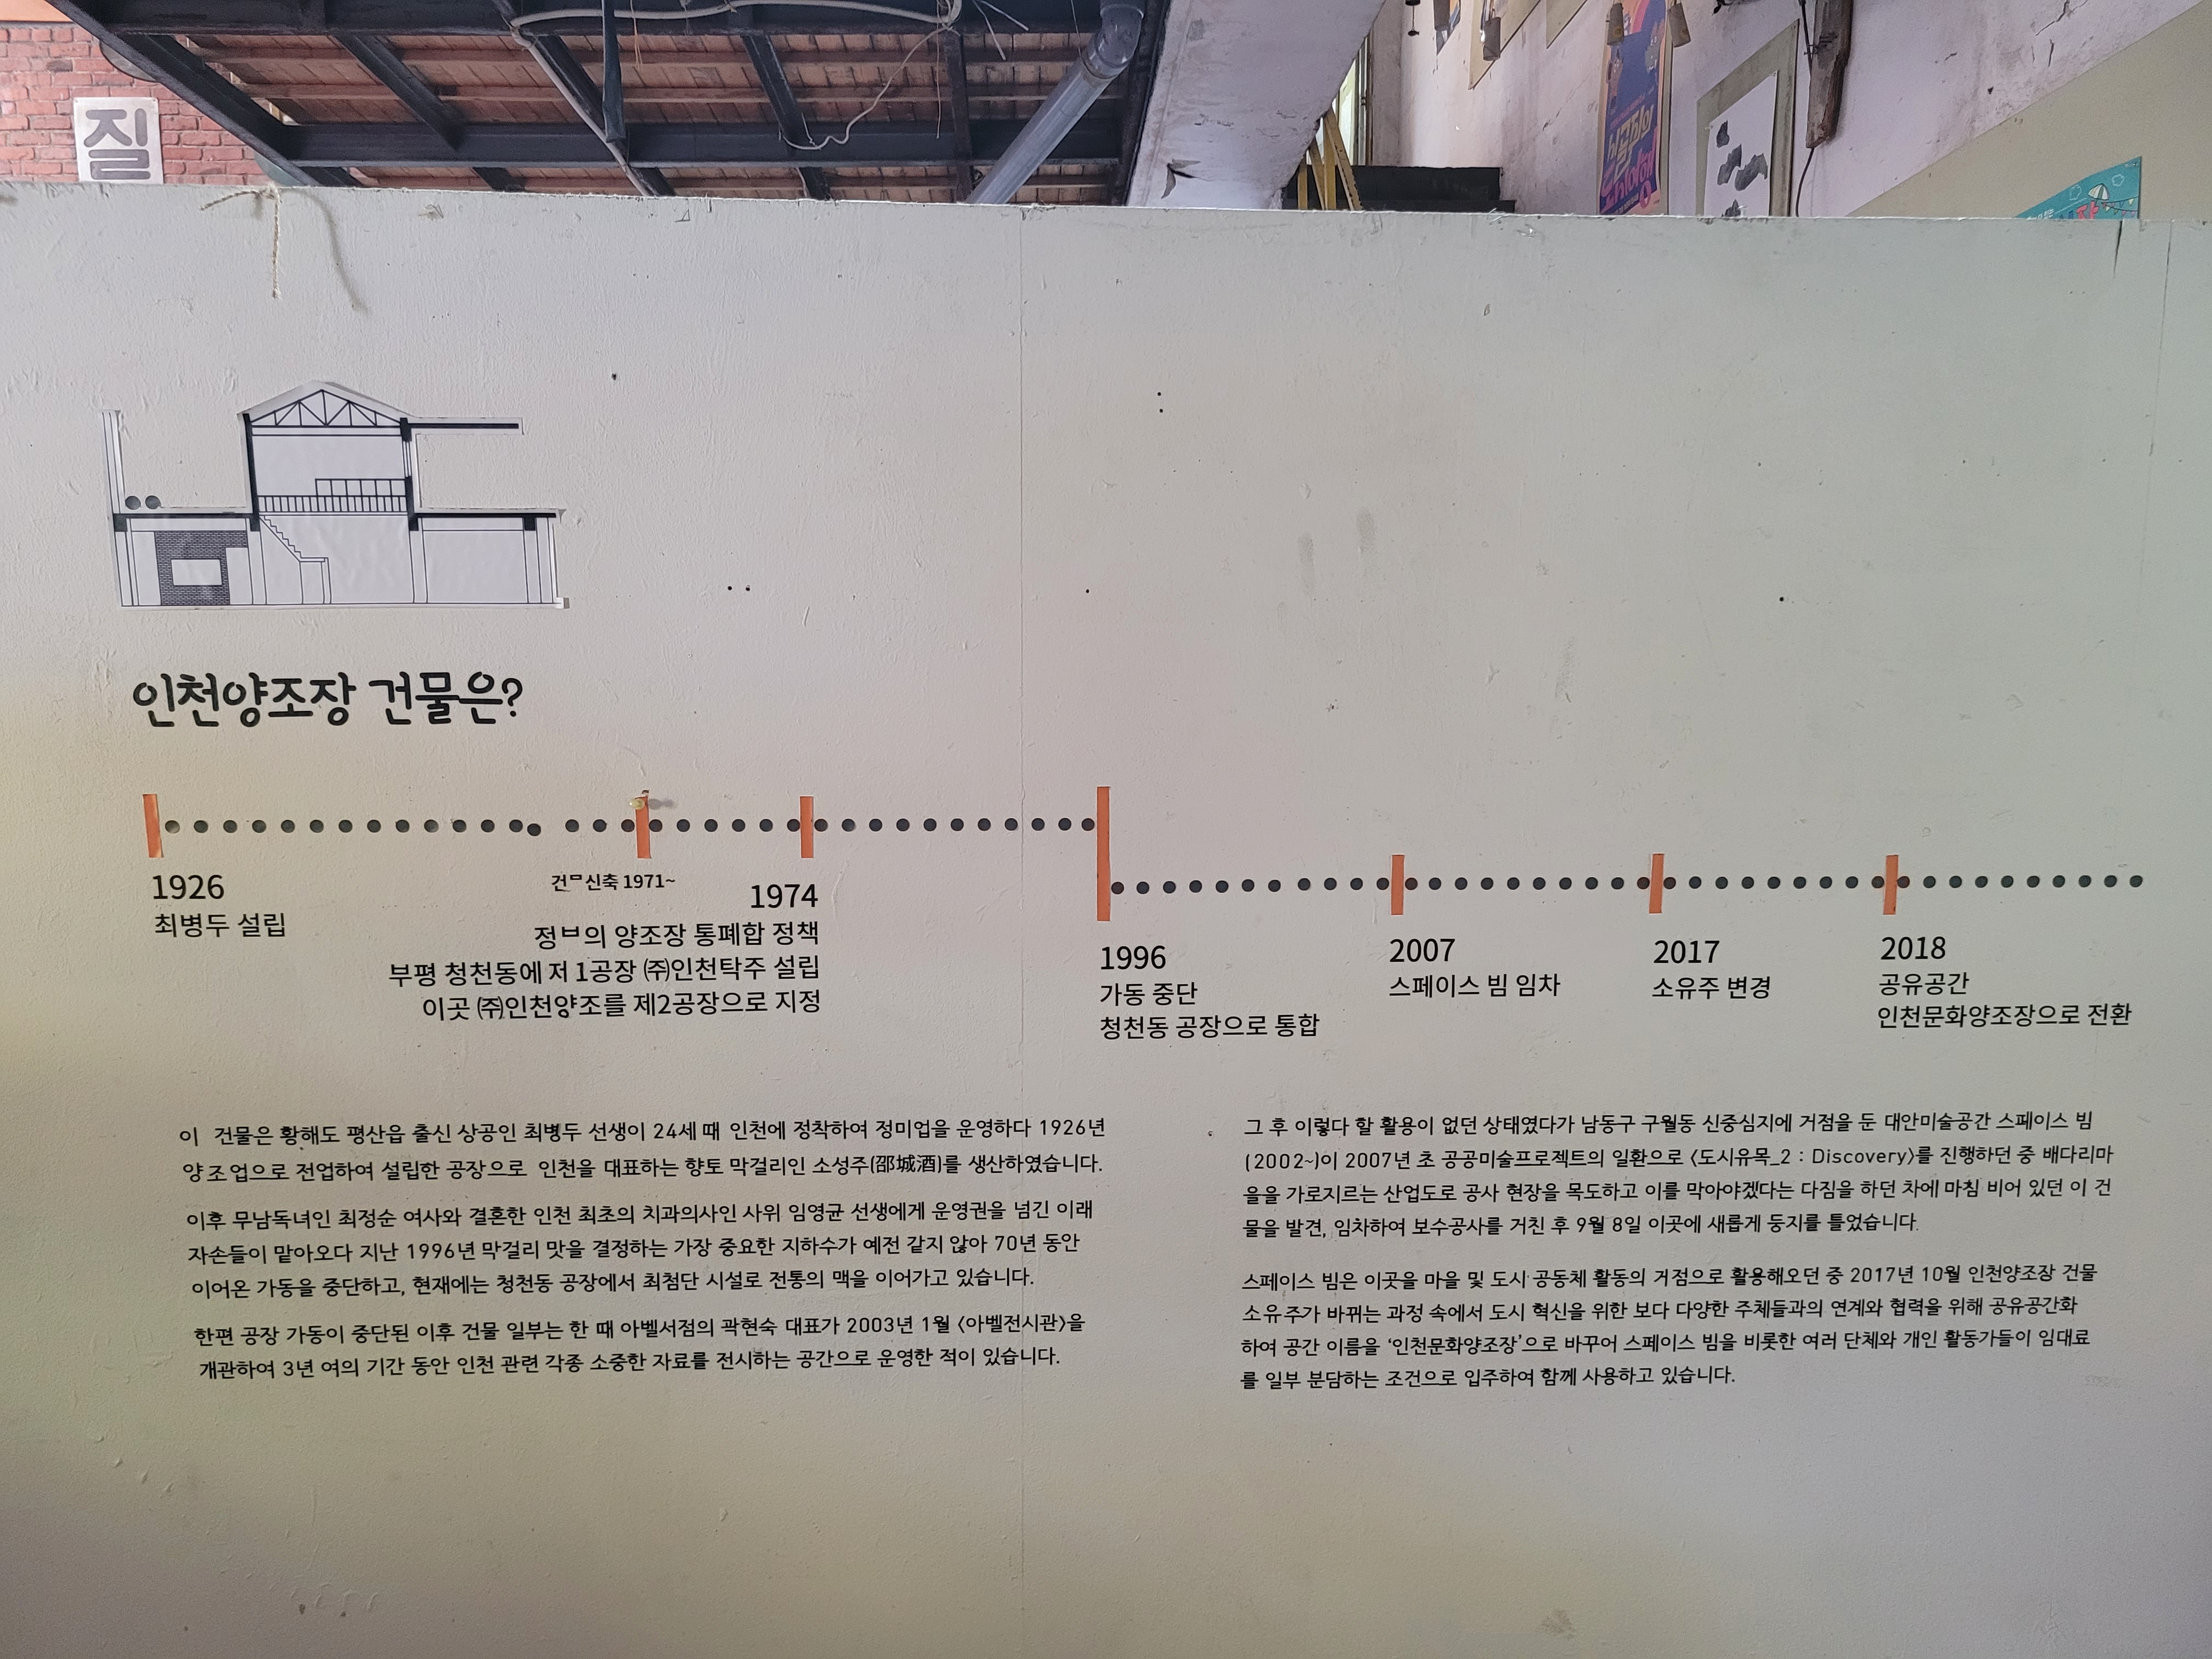 질
인천양조장 건물은?
1926
최병두 설립
건ㅁ신축 1971~
1974
정ㅂ의 양조장 통폐합 정책
부평 청천동에 저 1공장 ㈜인천탁주 설립
이곳 ㈜인천양조를 제2공장으로 지정
1996
가동 중단
청천동 공장으로 통합
2007
스페이스 빔 임차
2017
소유주 변경
2018
공유공간
인천문화양조장으로 전환
이 건물은 황해도 평산읍 출신 상공인 최병두 선생이 24세 때 인천에 정착하여 정미업을 운영하다 1926년
양조업으로 전업하여 설립한 공장으로 인천을 대표하는 향토 막걸리인 소성주(邵城酒)를 생산하였습니다.
이후 무남독녀인 최정순 여사와 결혼한 인천 최초의 치과의사인 사위 임영균 선생에게 운영권을 넘긴 이래
자손들이 맡아오다 지난 1996년 막걸리 맛을 결정하는 가장 중요한 지하수가 예전 같지 않아 70년 동안
이어온 가동을 중단하고, 현재에는 청천동 공장에서 최첨단 시설로 전통의 맥을 이어가고 있습니다.
한편 공장 가동이 중단된 이후 건물 일부는 한 때 아벨서점의 곽현숙 대표가 2003년 1월 〈아벨전시관〉을
개관하여 3년 여의 기간 동안 인천 관련 각종 소중한 자료를 전시하는 공간으로 운영한 적이 있습니다.
그 후 이렇다 할 활용이 없던 상태였다가 남동구 구월동 신중심지에 거점을 둔 대안미술공간 스페이스 빔
(2002~)이 2007년 초 공공미술프로젝트의 일환으로 〈도시유목_2 : Discovery〉를 진행하던 중 배다리마
을을 가로지르는 산업도로 공사 현장을 목도하고 이를 막아야겠다는 다짐을 하던 차에 마침 비어 있던 이 건
물을 발견, 임차하여 보수공사를 거친 후 9월 8일 이곳에 새롭게 둥지를 틀었습니다.
스페이스 빔은 이곳을 마을 및 도시 공동체 활동의 거점으로 활용해오던 중 2017년 10월 인천양조장 건물
소유주가 바뀌는 과정 속에서 도시 혁신을 위한 보다 다양한 주체들과의 연계와 협력을 위해 공유공간화
하여 공간 이름을 '인천문화양조장'으로 바꾸어 스페이스 빔을 비롯한 여러 단체와 개인 활동가들이 임대료
를 일부 분담하는 조건으로 입주하여 함께 사용하고 있습니다.